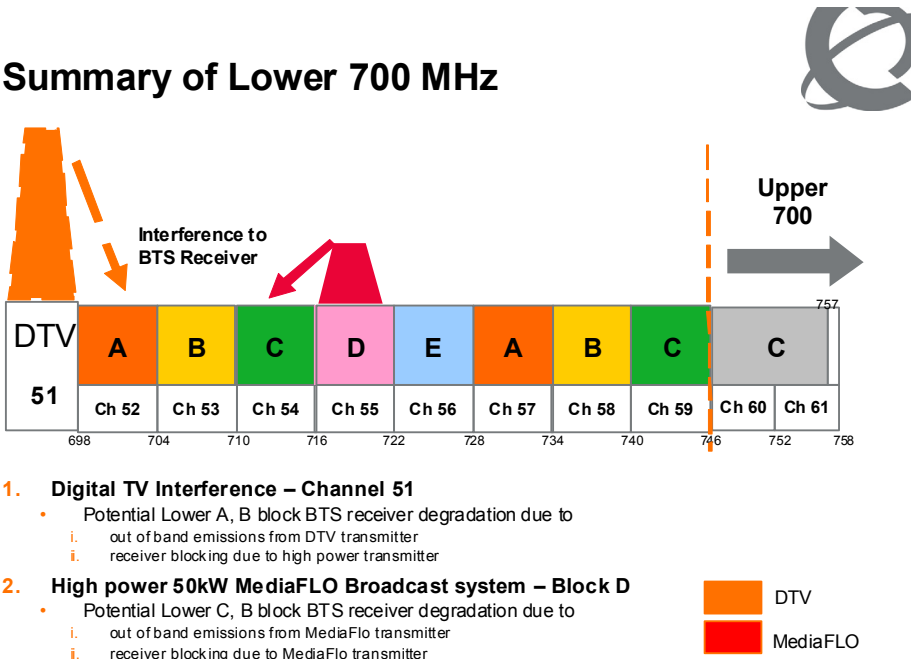 Summary of Lower 700 MHz
Upper
700
Interference to
BTS Receiver
757
DTV
51
A B C D E A B C C
Ch 52 Ch 53 Ch 54 Ch 55 Ch 56 Ch 57 Ch 58 Ch 59 Ch 60 Ch 61
698 704 710 716 722 728 734 740 746 752 758
1. Digital TV Interference – Channel 51
• Potential Lower A, B block BTS receiver degradation due to
i. out of band emissions from DTV transmitter
ii. receiver blocking due to high power transmitter
2. High power 50kW MediaFLO Broadcast system – Block D
• Potential Lower C, B block BTS receiver degradation due to
i. out of band emissions from MediaFlo transmitter
ii. receiver blocking due to MediaFlo transmitter
DTV
MediaFLO